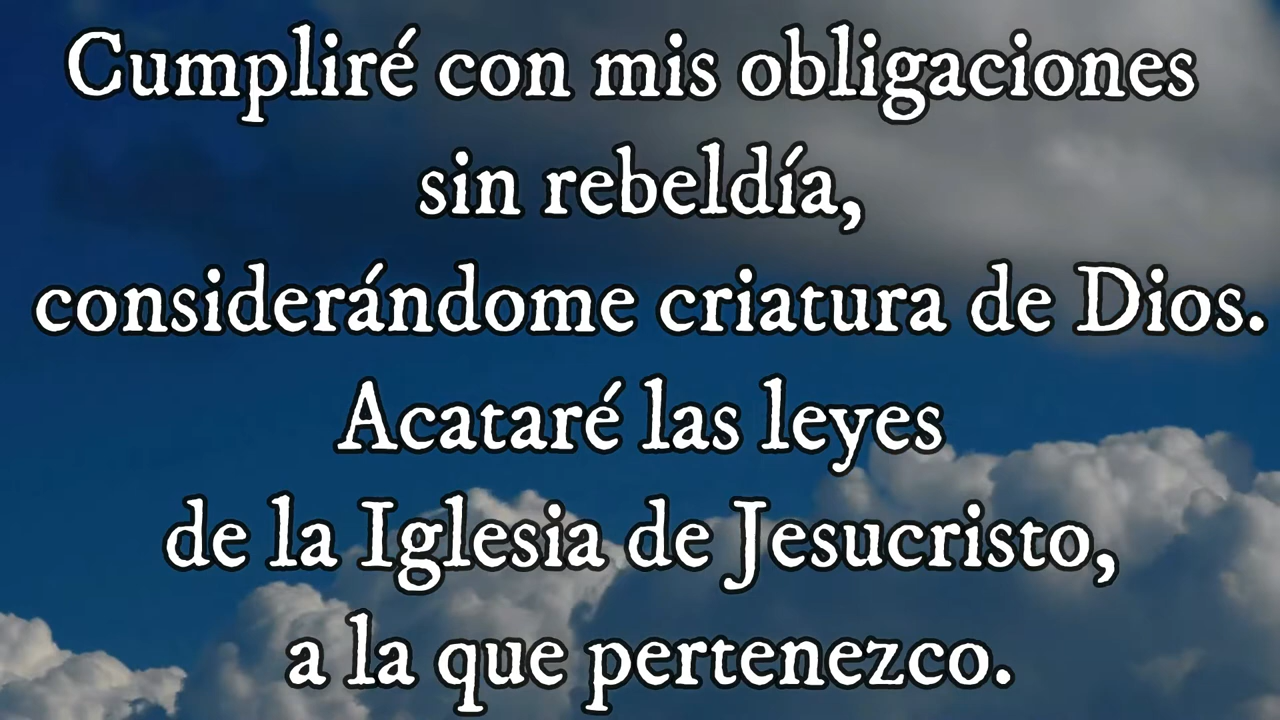 Cumpliré con mis obligaciones
sin rebeldía,
considerándome criatura de Dios.
Acataré las leyes
de la Iglesia de Jesucristo,
a la que pertenezco.